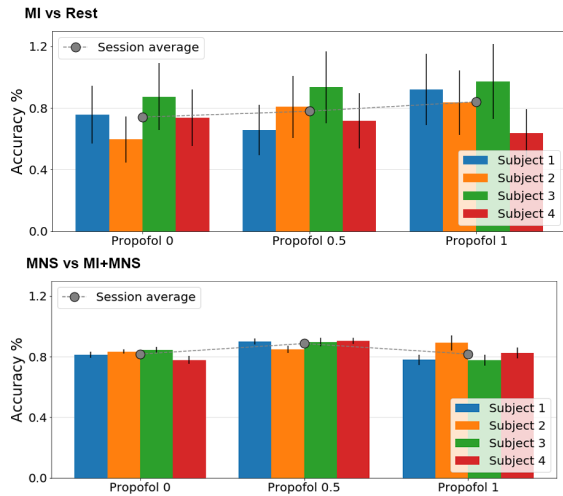 MI vs Rest
Accuracy %
1.2
0.8
0.4
0.0
Session average
Subject 1
Subject 2
Subject 3
Subject 4
Propofol 0
Propofol 0.5
Propofol 1
MNS vs MI+MNS
Accuracy %
1.2
0.8
0.4
0.0
Session average
Subject 1
Subject 2
Subject 3
Subject 4
Propofol 0
Propofol 0.5
Propofol 1